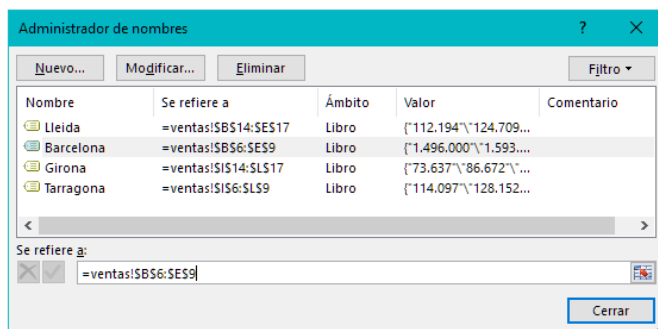 Administrador de nombres ? ×
Nuevo... Modificar... Eliminar Filtro
Nombre Se refiere a Ámbito Valor Comentario
Lleida =ventas!$B$14:$E$17 Libro {"112.194"\"124.709...
Barcelona =ventas!$B$6:$E$9 Libro {"1.496.000"\"1.593....
Girona =ventas!$I$14:$L$17 Libro {"73.637"\"86.672"\"...
Tarragona =ventas!$I$6:$L$9 Libro {"114.097"\"128.152...
Se refiere a:
=ventas!$B$6:$E$9
Cerrar